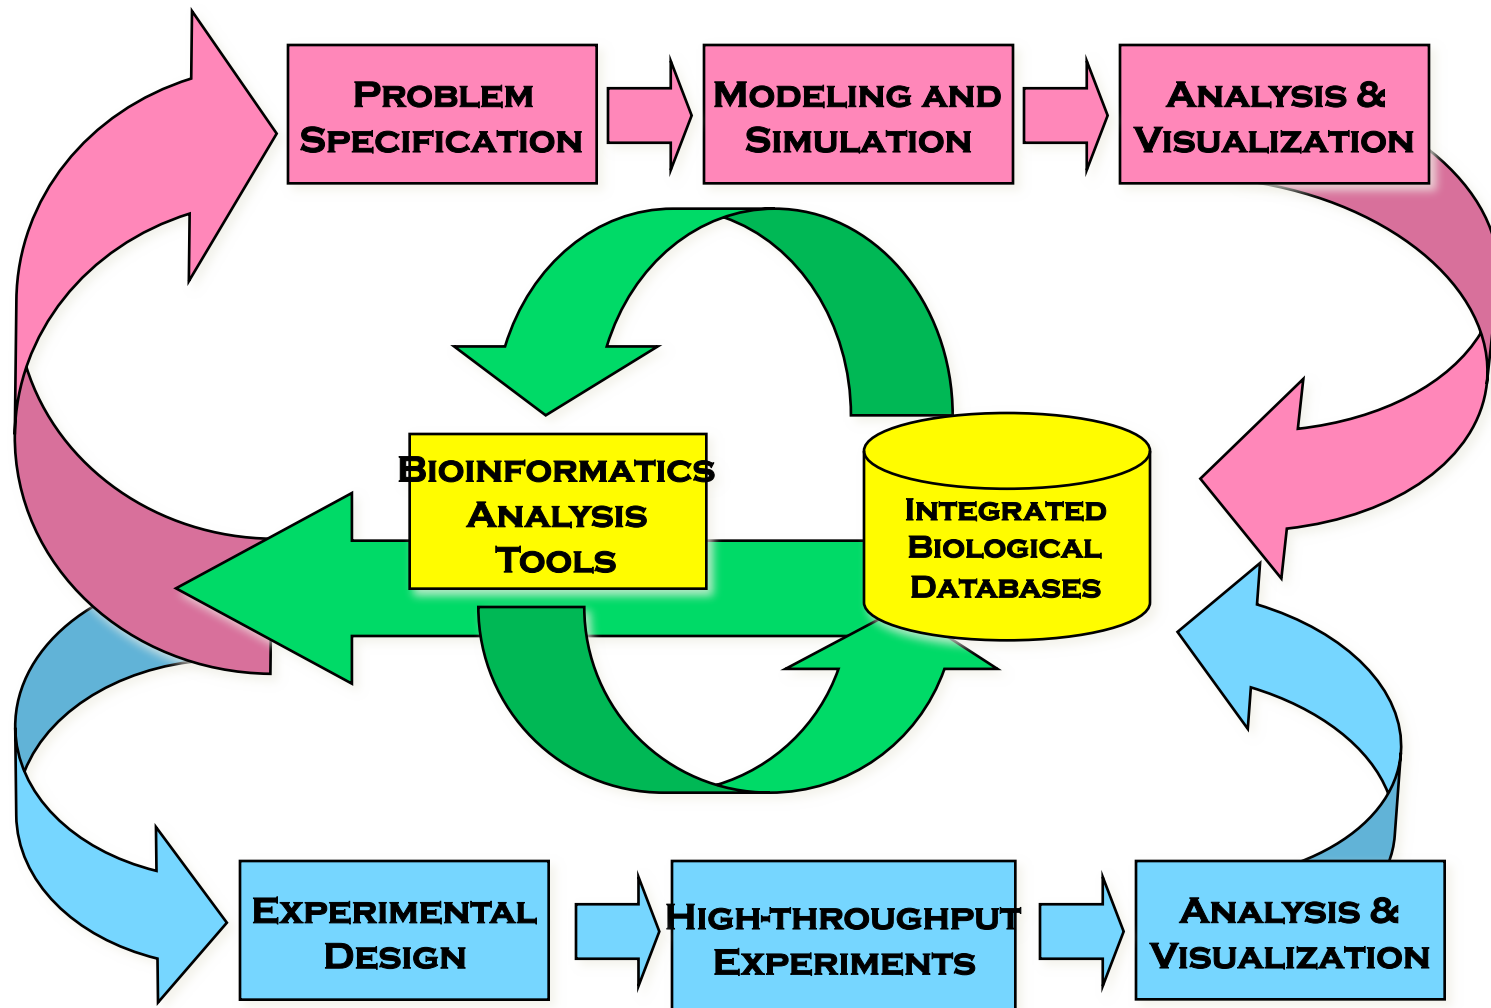 PROBLEM
SPECIFICATION
MODELING AND
SIMULATION
ANALYSIS &
VISUALIZATION
BIOINFORMATICS
ANALYSIS
TOOLS
INTEGRATED
BIOLOGICAL
DATABASES
EXPERIMENTAL
DESIGN
HIGH-THROUGHPUT
EXPERIMENTS
ANALYSIS &
VISUALIZATION